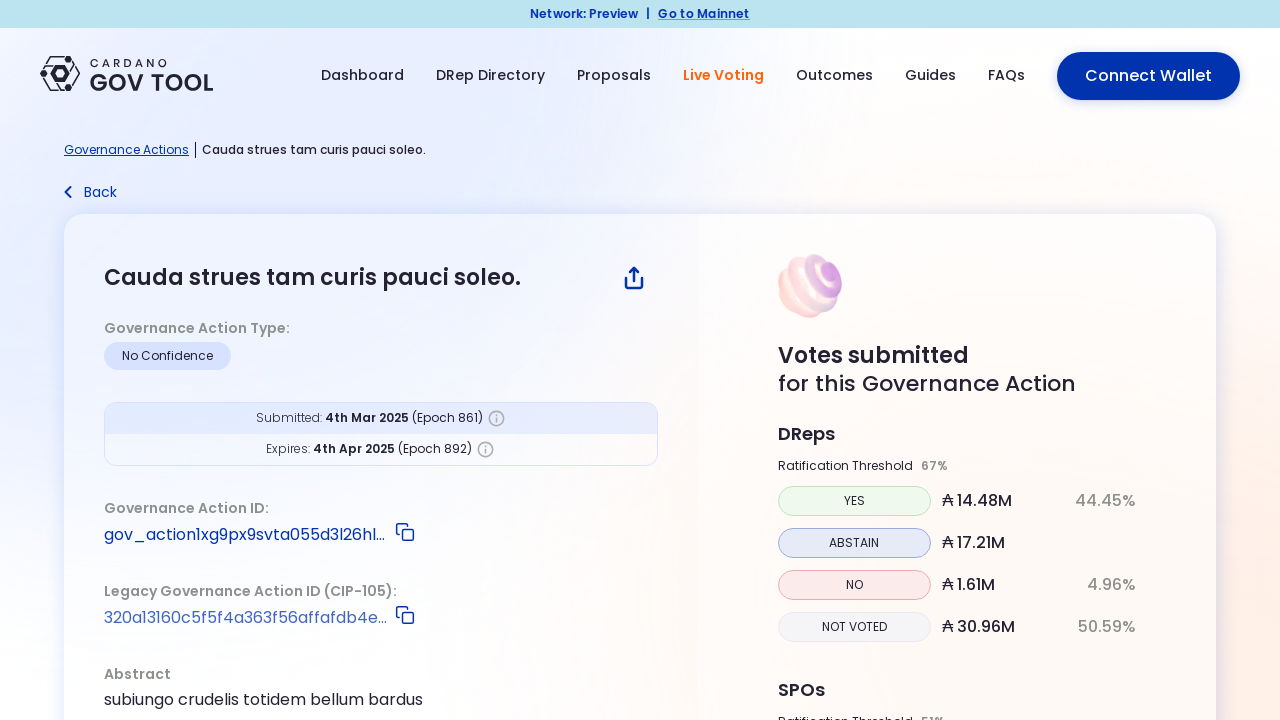 Network: Preview | Go to Mainnet
CARDANO
GOV TOOL
Dashboard DRep Directory Proposals Live Voting Outcomes Guides FAQs Connect Wallet
Governance Actions | Cauda strues tam curis pauci soleo.
Back
Cauda strues tam curis pauci soleo.
Governance Action Type:
No Confidence
Submitted: 4th Mar 2025 (Epoch 861)
Expires: 4th Apr 2025 (Epoch 892)
Governance Action ID:
gov_action1xg9px9svta055d3l26hl...
Legacy Governance Action ID (CIP-105):
320a13160c5f5f4a363f56affafdb4e...
Abstract
subiungo crudelis totidem bellum bardus
Votes submitted
for this Governance Action
DReps
Ratification Threshold 67%
YES ₳ 14.48M 44.45%
ABSTAIN ₳ 17.21M
NO ₳ 1.61M 4.96%
NOT VOTED ₳ 30.96M 50.59%
SPOs
Ratification Threshold 51%